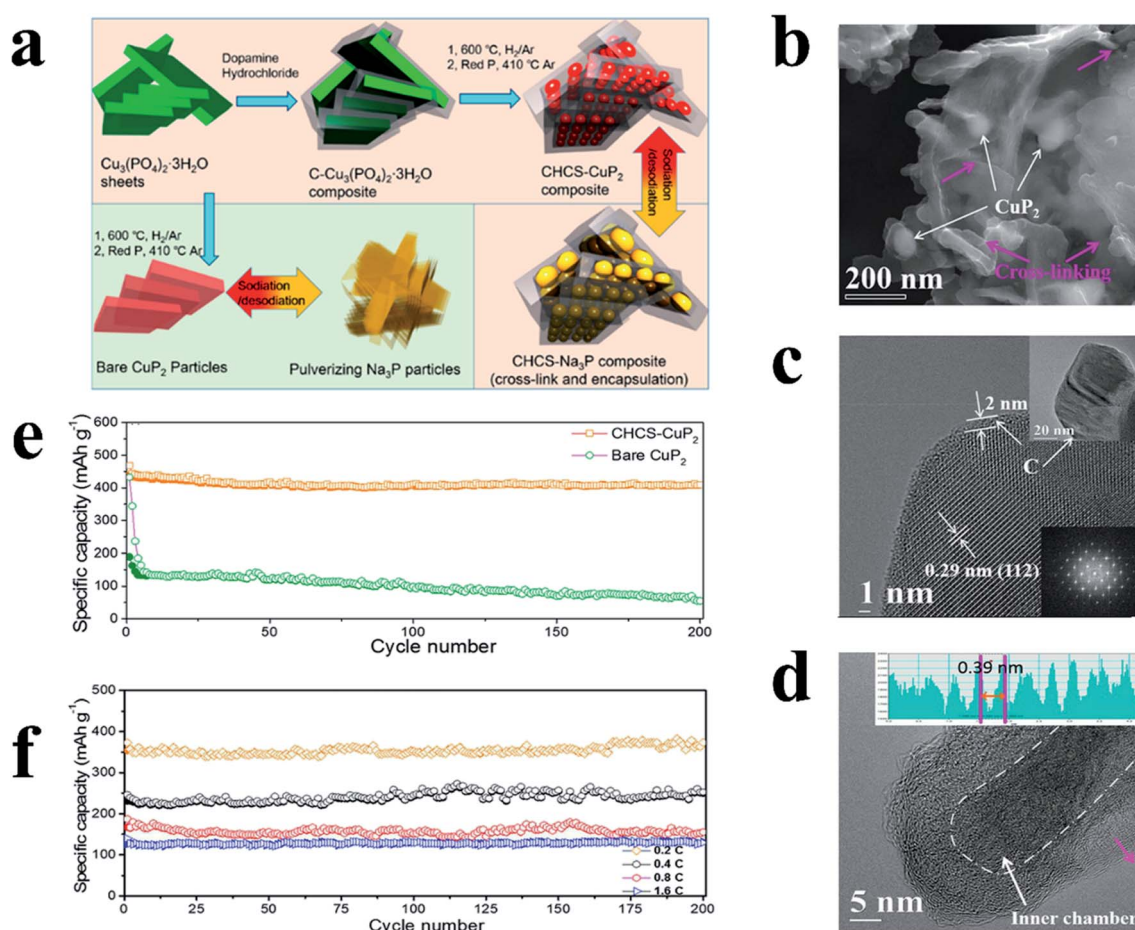 a
Dopamine
Hydrochloride
1, 600 °C, H₂/Ar
2, Red P, 410 °C Ar
Cu₃(PO₄)₂·3H₂O
sheets
C-Cu₃(PO₄)₂·3H₂O
composite
CHCS-CuP₂
composite
Sodiation
/desodiation
1, 600 °C, H₂/Ar
2, Red P, 410 °C Ar
Sodiation
/desodiation
Bare CuP₂ Particles
Pulverizing Na₃P particles
CHCS-Na₃P composite
(cross-link and encapsulation)
b
CuP₂
Cross-linking
200 nm
c
2 nm
20 nm
C
0.29 nm (112)
1 nm
d
0.39 nm
5 nm
Inner chamber
e
Specific capacity (mAh g⁻¹)
600
500
400
300
200
100
0
CHCS-CuP₂
Bare CuP₂
0
50
100
150
200
Cycle number
f
Specific capacity (mAh g⁻¹)
500
400
300
200
100
0
0.2 C
0.4 C
0.8 C
1.6 C
0
25
50
75
100
125
150
175
200
Cycle number